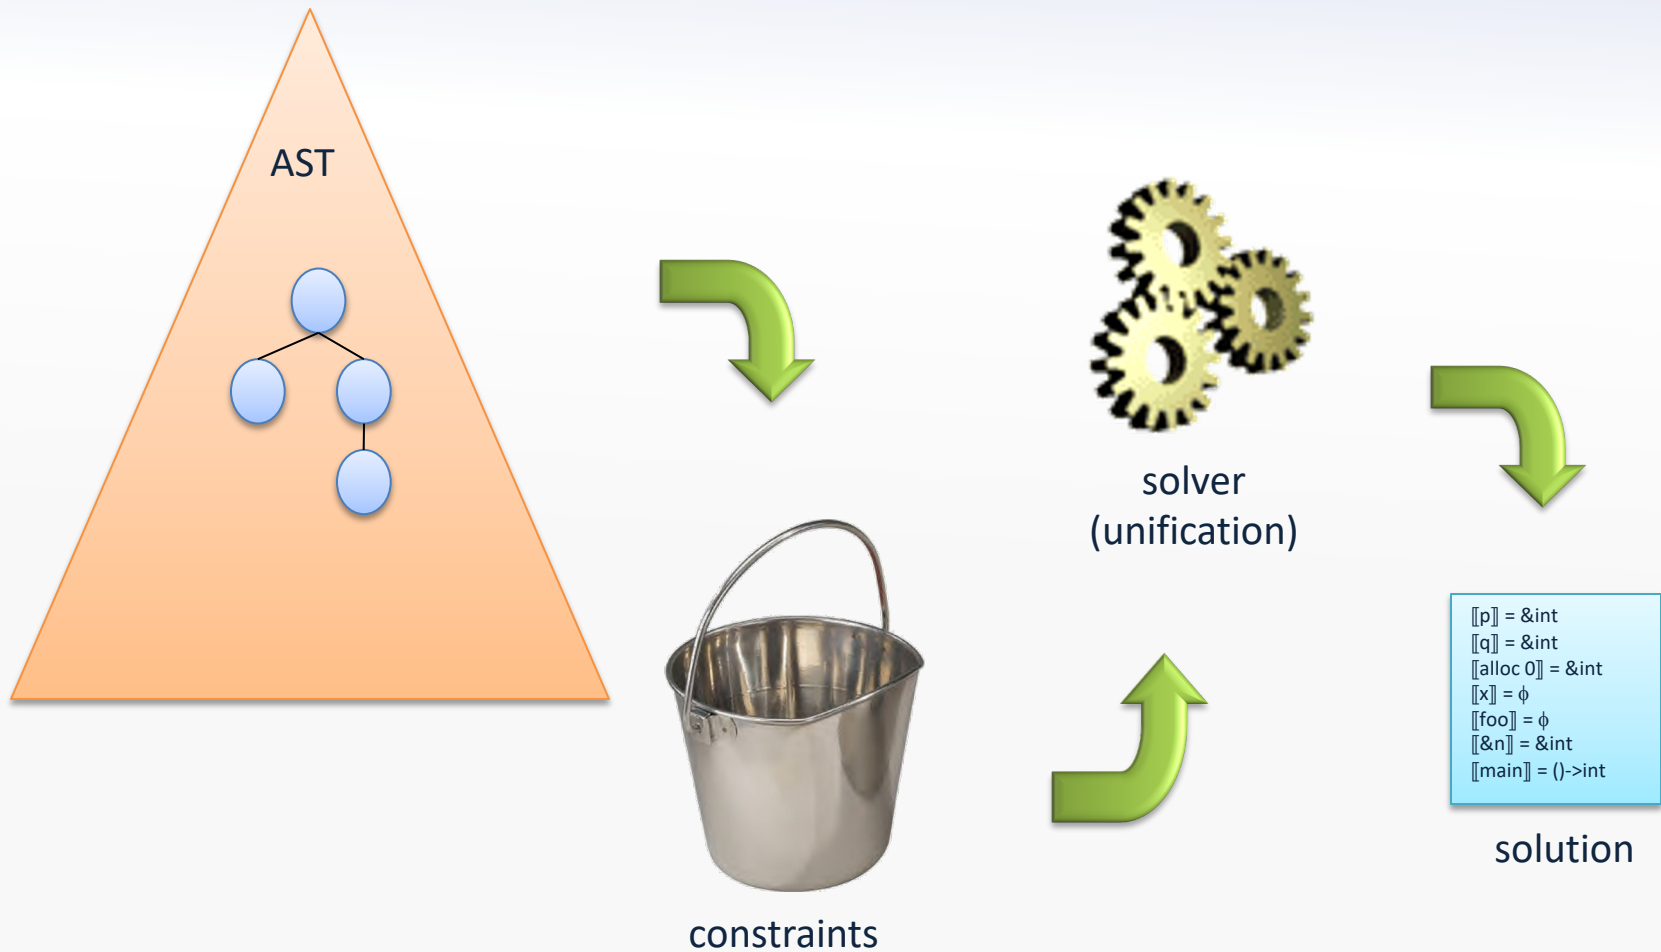 AST
solver
(unification)
constraints
⟦p⟧ = &int
⟦q⟧ = &int
⟦alloc 0⟧ = &int
⟦x⟧ = ϕ
⟦foo⟧ = ϕ
⟦&n⟧ = &int
⟦main⟧ = ()->int
solution